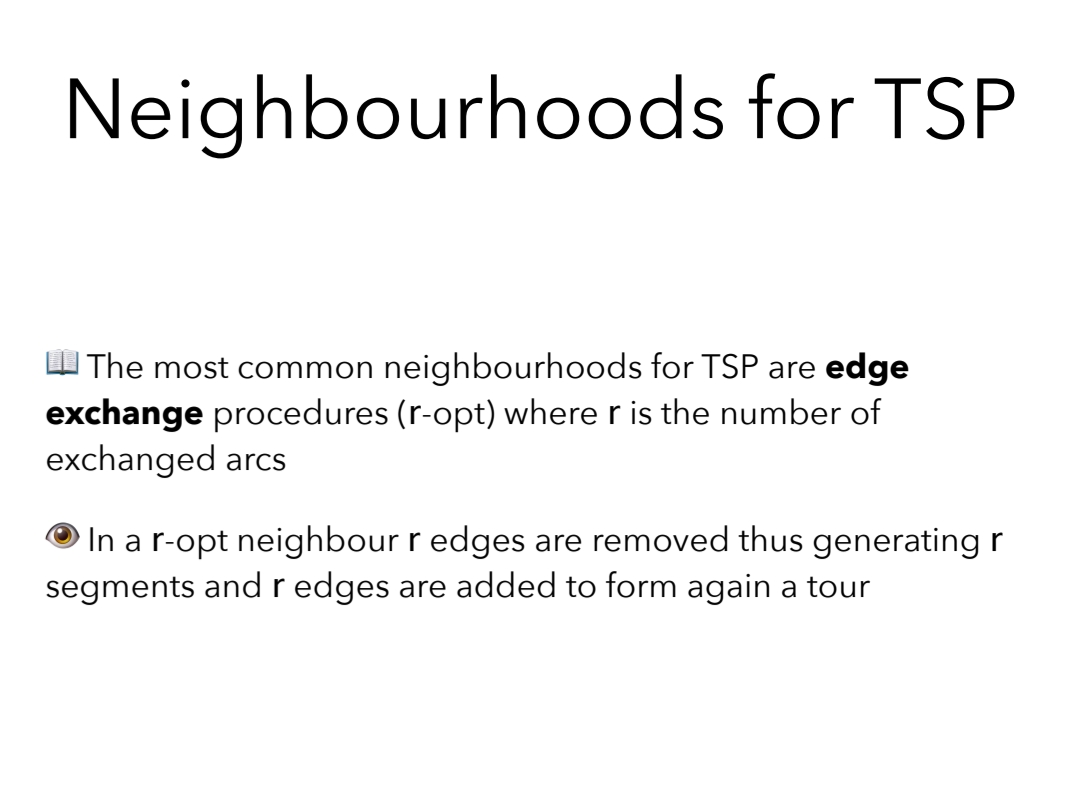 Neighbourhoods for TSP
📖 The most common neighbourhoods for TSP are edge
exchange procedures (r-opt) where r is the number of
exchanged arcs
👁 In a r-opt neighbour r edges are removed thus generating r
segments and r edges are added to form again a tour